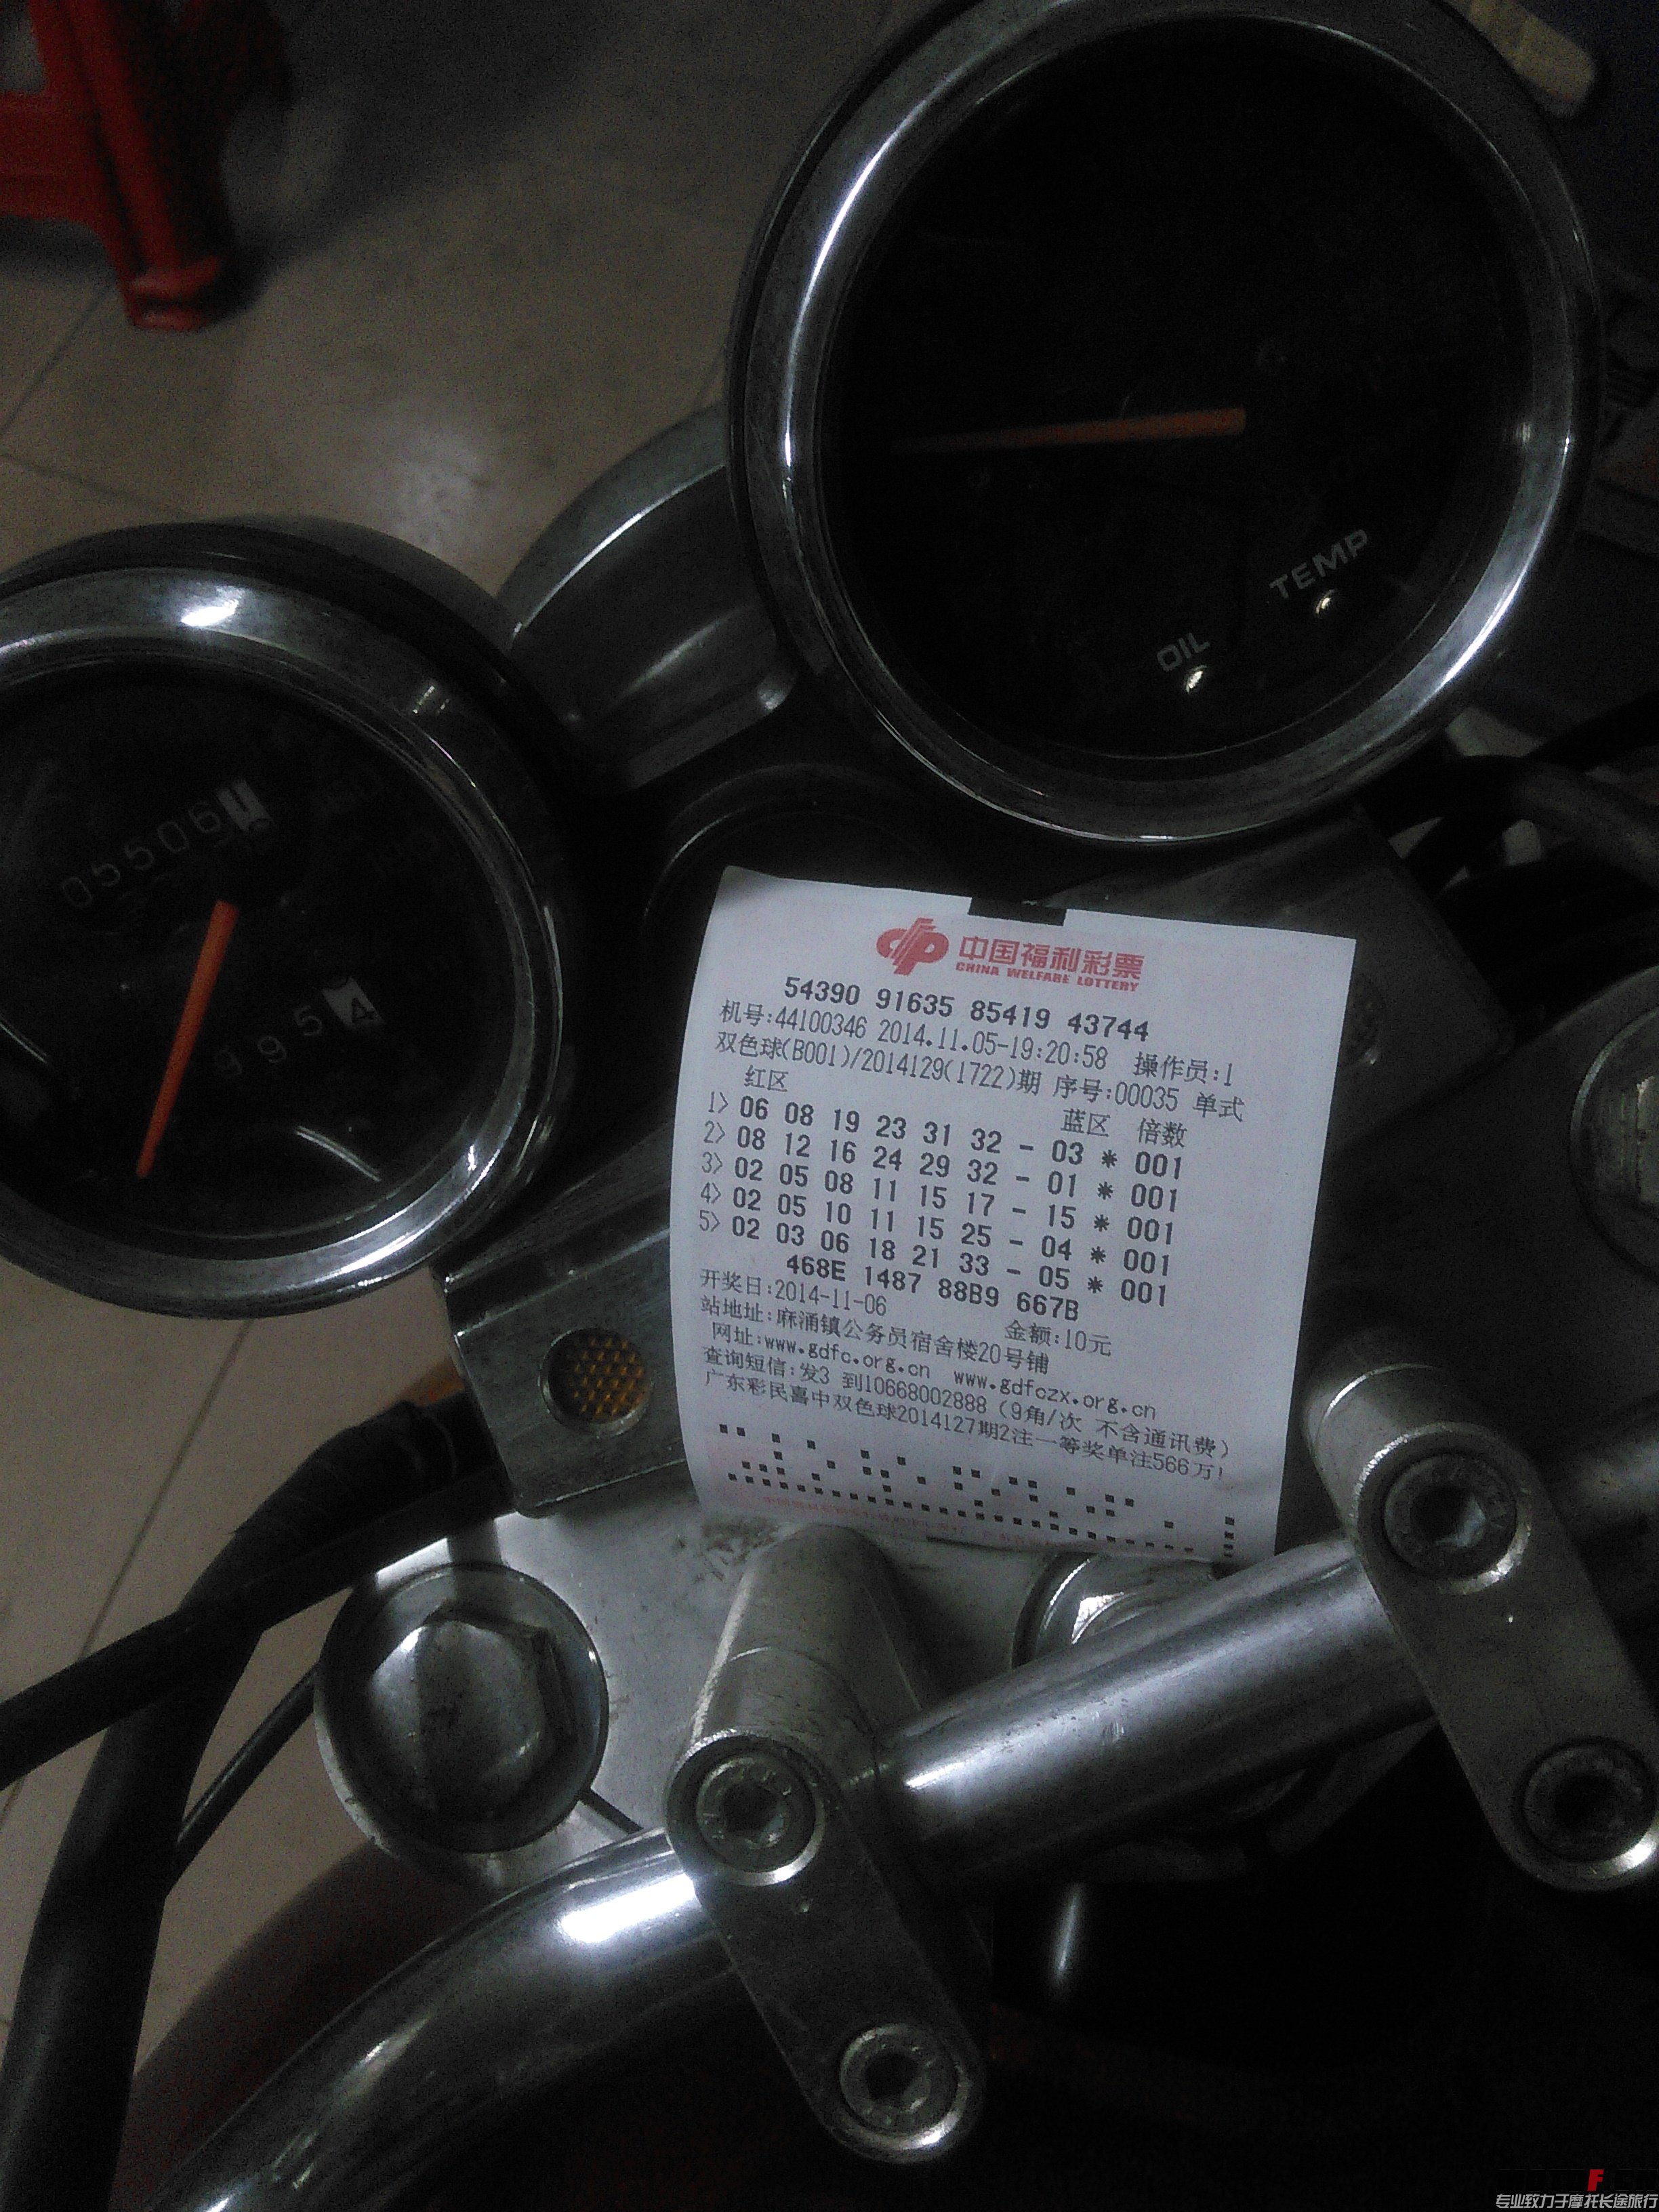 TEMP
OIL
05506
995 4
中国福利彩票
CHINA WELFARE LOTTERY
54390 91635 85419 43744
机号:44100346 2014.11.05-19:20:58 操作员:1
双色球(B001)/2014129(1722)期 序号:00035 单式
红区 蓝区 倍数
1> 06 08 19 23 31 32 - 03 * 001
2> 08 12 16 24 29 32 - 01 * 001
3> 02 05 08 11 15 17 - 15 * 001
4> 02 05 10 11 15 25 - 04 * 001
5> 02 03 06 18 21 33 - 05 * 001
468E 1487 88B9 667B
开奖日:2014-11-06 金额:10元
站地址:麻涌镇公务员宿舍楼20号铺
网址:www.gdfc.org.cn www.gdfczx.org.cn
查询短信:发3 到10668002888 (9角/次 不含通讯费)
广东彩民喜中双色球2014127期2注一等奖单注566万!
专业致力于摩托长途旅行